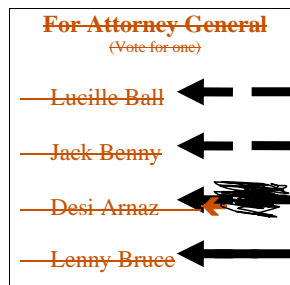 For Attorney General
(Vote for one)
Lucille Ball
Jack Benny
Desi Arnaz
Lenny Bruce